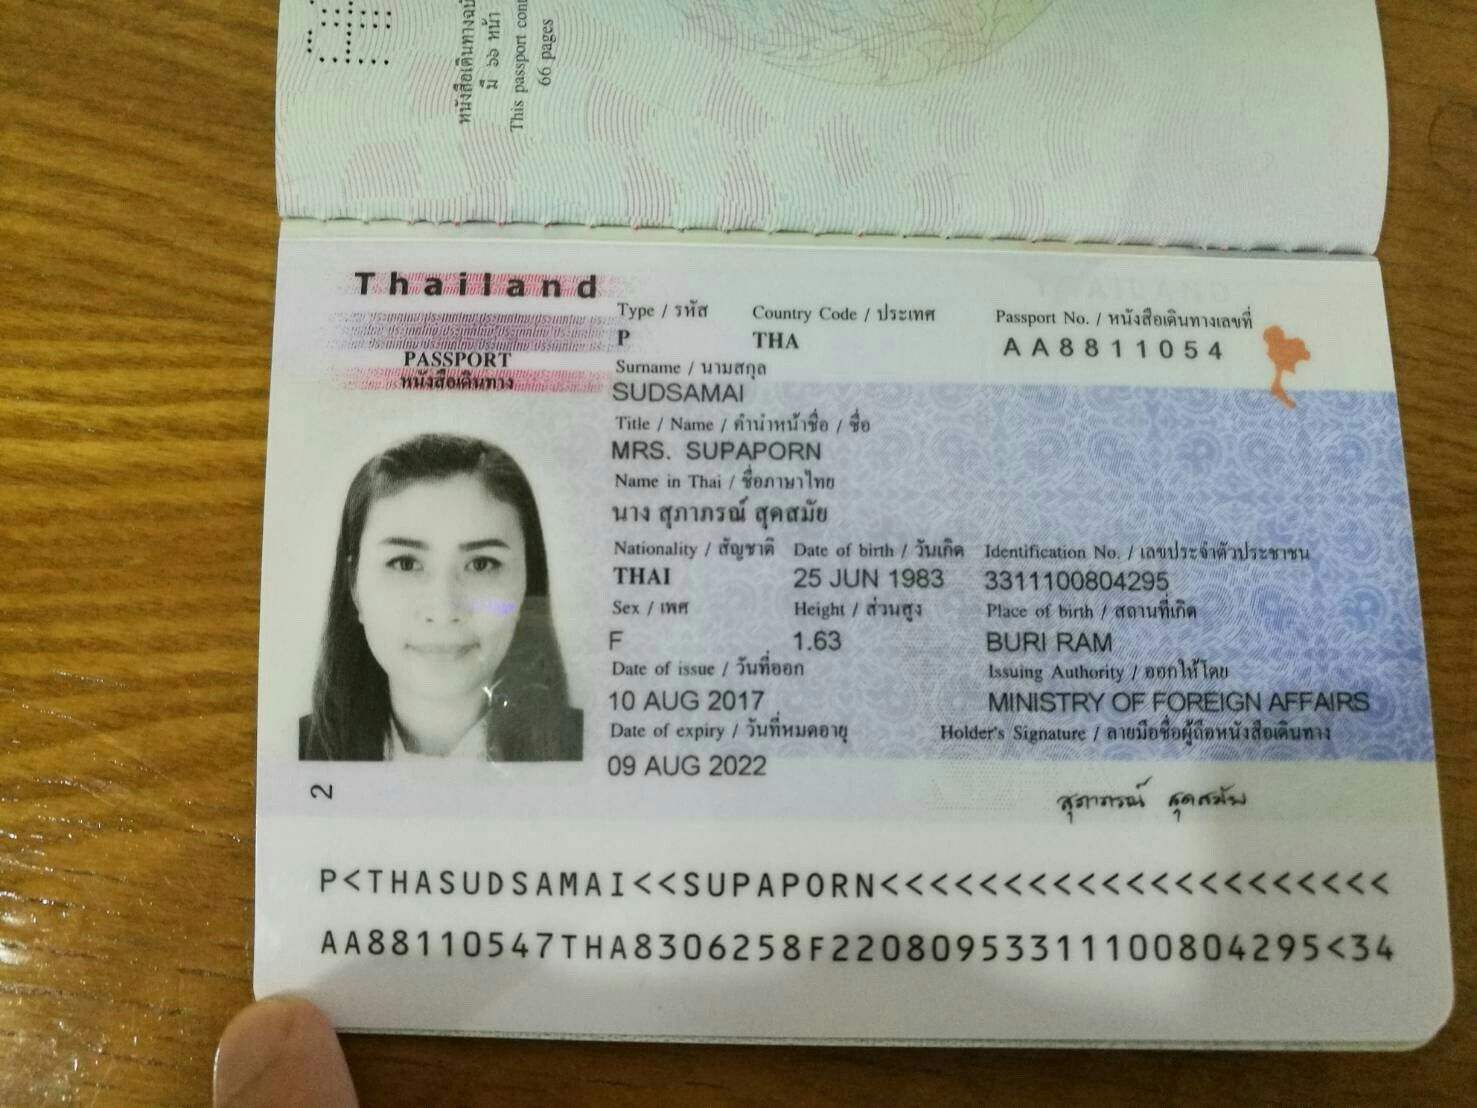 หนังสือเดินทางฉบับ
มี ๖๖ หน้า
This passport
66 pages
Thailand
PASSPORT
หนังสือเดินทาง
Type / รหัส Country Code / ประเทศ Passport No. / หนังสือเดินทางเลขที่
P THA AA8811054
Surname / นามสกุล
SUDSAMAI
Title / Name / คำนำหน้าชื่อ / ชื่อ
MRS. SUPAPORN
Name in Thai / ชื่อภาษาไทย
นาง สุภาภรณ์ สุดสมัย
Nationality / สัญชาติ Date of birth / วันเกิด Identification No. / เลขประจำตัวประชาชน
THAI 25 JUN 1983 3311100804295
Sex / เพศ Height / ส่วนสูง Place of birth / สถานที่เกิด
F 1.63 BURI RAM
Date of issue / วันที่ออก Issuing Authority / ออกให้โดย
10 AUG 2017 MINISTRY OF FOREIGN AFFAIRS
Date of expiry / วันที่หมดอายุ Holder's Signature / ลายมือชื่อผู้ถือหนังสือเดินทาง
09 AUG 2022
สุภาภรณ์ สุดสมัย
2
P<THASUDSAMAI<<SUPAPORN<<<<<<<<<<<<<<<<<<<<<
AA88110547THA8306258F22080953311100804295<34